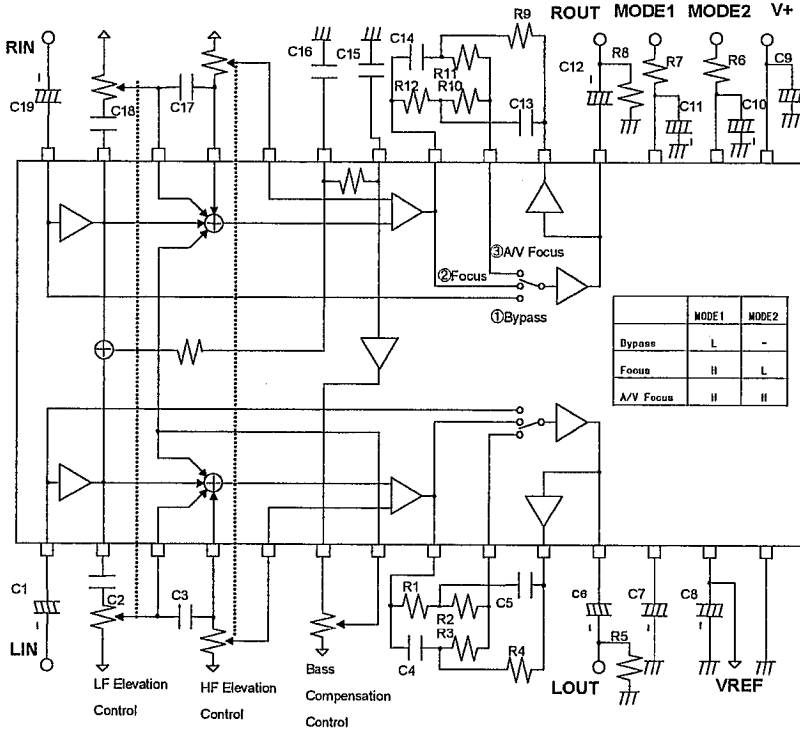 ROUT MODE1 MODE2 V+
RIN
R9
C16 C15 C14
R11
R12 R10
C13
C12
R8
R7
R6
C9
C11
C10
C19
C18
C17
③A/V Focus
②Focus
①Bypass
MODE1 MODE2
Bypass L -
Focus H L
A/V Focus H H
C1
C2
C3
R1
R2
R3
C4
C5
R4
C6
C7
C8
R5
LIN
LOUT
VREF
LF Elevation
Control
HF Elevation
Control
Bass
Compensation
Control